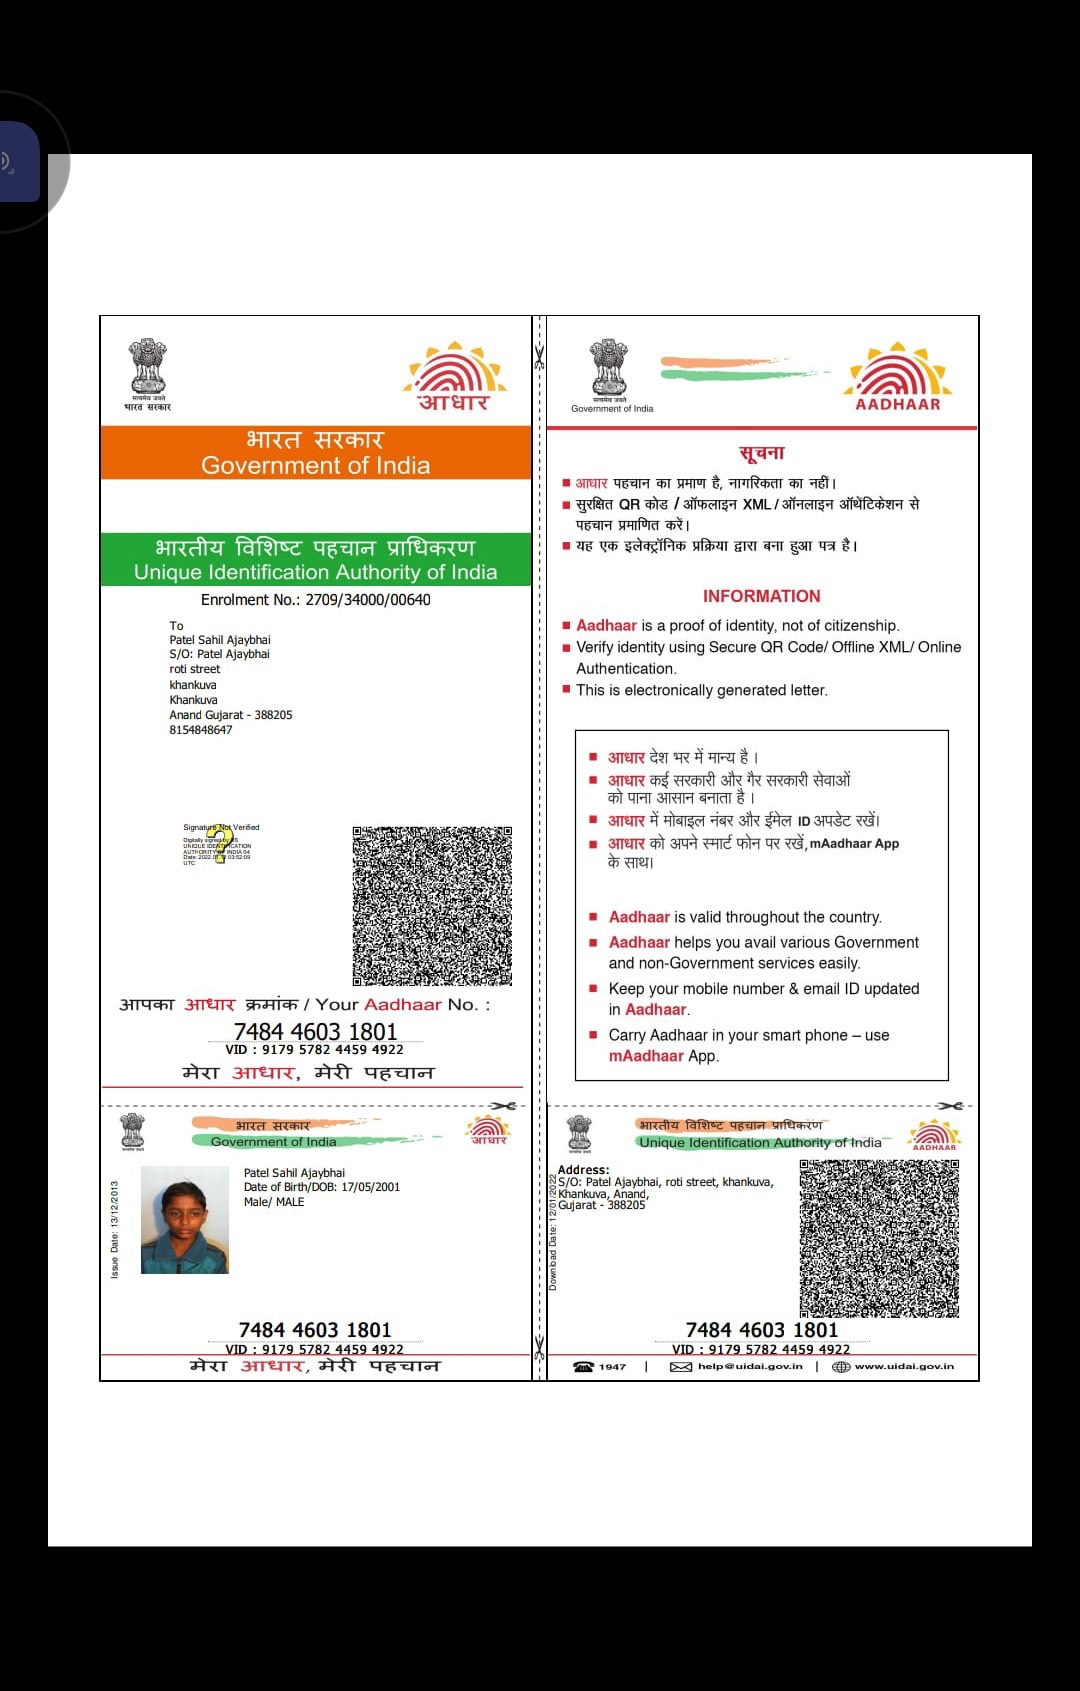 सत्यमेव जयते
भारत सरकार
आधार
भारत सरकार
Government of India
भारतीय विशिष्ट पहचान प्राधिकरण
Unique Identification Authority of India
Enrolment No.: 2709/34000/00640
To
Patel Sahil Ajaybhai
S/O: Patel Ajaybhai
roti street
khankuva
Khankuva
Anand Gujarat - 388205
8154848647
Signature Not Verified
Digitally signed by DS
UNIQUE IDENTIFICATION
AUTHORITY OF INDIA 04
UTC
आपका आधार क्रमांक / Your Aadhaar No. :
7484 4603 1801
VID : 9179 5782 4459 4922
मेरा आधार, मेरी पहचान
सत्यमेव जयते
Government of India
AADHAAR
सूचना
आधार पहचान का प्रमाण है, नागरिकता का नहीं।
सुरक्षित QR कोड / ऑफलाइन XML / ऑनलाइन ऑथेंटिकेशन से
पहचान प्रमाणित करें।
यह एक इलेक्ट्रॉनिक प्रक्रिया द्वारा बना हुआ पत्र है।
INFORMATION
Aadhaar is a proof of identity, not of citizenship.
Verify identity using Secure QR Code/ Offline XML/ Online
Authentication.
This is electronically generated letter.
आधार देश भर में मान्य है ।
आधार कई सरकारी और गैर सरकारी सेवाओं
को पाना आसान बनाता है ।
आधार में मोबाइल नंबर और ईमेल ID अपडेट रखें।
आधार को अपने स्मार्ट फोन पर रखें, mAadhaar App
के साथ।
Aadhaar is valid throughout the country.
Aadhaar helps you avail various Government
and non-Government services easily.
Keep your mobile number & email ID updated
in Aadhaar.
Carry Aadhaar in your smart phone – use
mAadhaar App.
भारत सरकार
Government of India
आधार
Issue Date: 13/12/2013
Patel Sahil Ajaybhai
Date of Birth/DOB: 17/05/2001
Male/ MALE
7484 4603 1801
VID : 9179 5782 4459 4922
मेरा आधार, मेरी पहचान
भारतीय विशिष्ट पहचान प्राधिकरण
Unique Identification Authority of India
AADHAAR
Download Date: 12/01/2022
Address:
S/O: Patel Ajaybhai, roti street, khankuva,
Khankuva, Anand,
Gujarat - 388205
7484 4603 1801
VID : 9179 5782 4459 4922
1947 | help@uidai.gov.in | www.uidai.gov.in